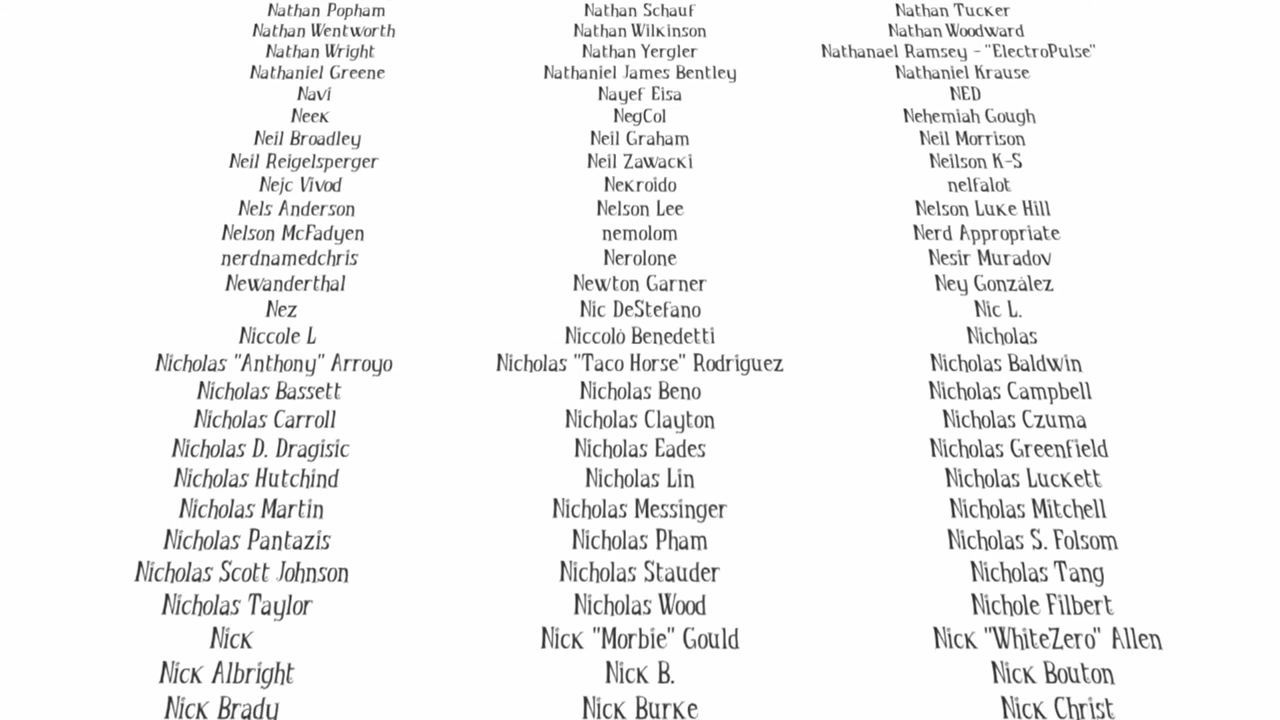 Nathan Popham Nathan Schauf Nathan Tucker
Nathan Wentworth Nathan Wilkinson Nathan Woodward
Nathan Wright Nathan Yergler Nathanael Ramsey - "ElectroPulse"
Nathaniel Greene Nathaniel James Bentley Nathaniel Krause
Navi Nayef Eisa NED
Neek NegCol Nehemiah Gough
Neil Broadley Neil Graham Neil Morrison
Neil Reigelsperger Neil Zawacki Neilson K-S
Nejc Vivod Nekroido nelfalot
Nels Anderson Nelson Lee Nelson Luke Hill
Nelson McFadyen nemolom Nerd Appropriate
nerdnamedchris Nerolone Nesir Muradov
Newanderthal Newton Garner Ney González
Nez Nic DeStefano Nic L.
Niccole L Niccolò Benedetti Nicholas
Nicholas "Anthony" Arroyo Nicholas "Taco Horse" Rodriguez Nicholas Baldwin
Nicholas Bassett Nicholas Beno Nicholas Campbell
Nicholas Carroll Nicholas Clayton Nicholas Czuma
Nicholas D. Dragisic Nicholas Eades Nicholas Greenfield
Nicholas Hutchind Nicholas Lin Nicholas Luckett
Nicholas Martin Nicholas Messinger Nicholas Mitchell
Nicholas Pantazis Nicholas Pham Nicholas S. Folsom
Nicholas Scott Johnson Nicholas Stauder Nicholas Tang
Nicholas Taylor Nicholas Wood Nichole Filbert
Nick Nick "Morbie" Gould Nick "WhiteZero" Allen
Nick Albright Nick B. Nick Bouton
Nick Brady Nick Burke Nick Christ